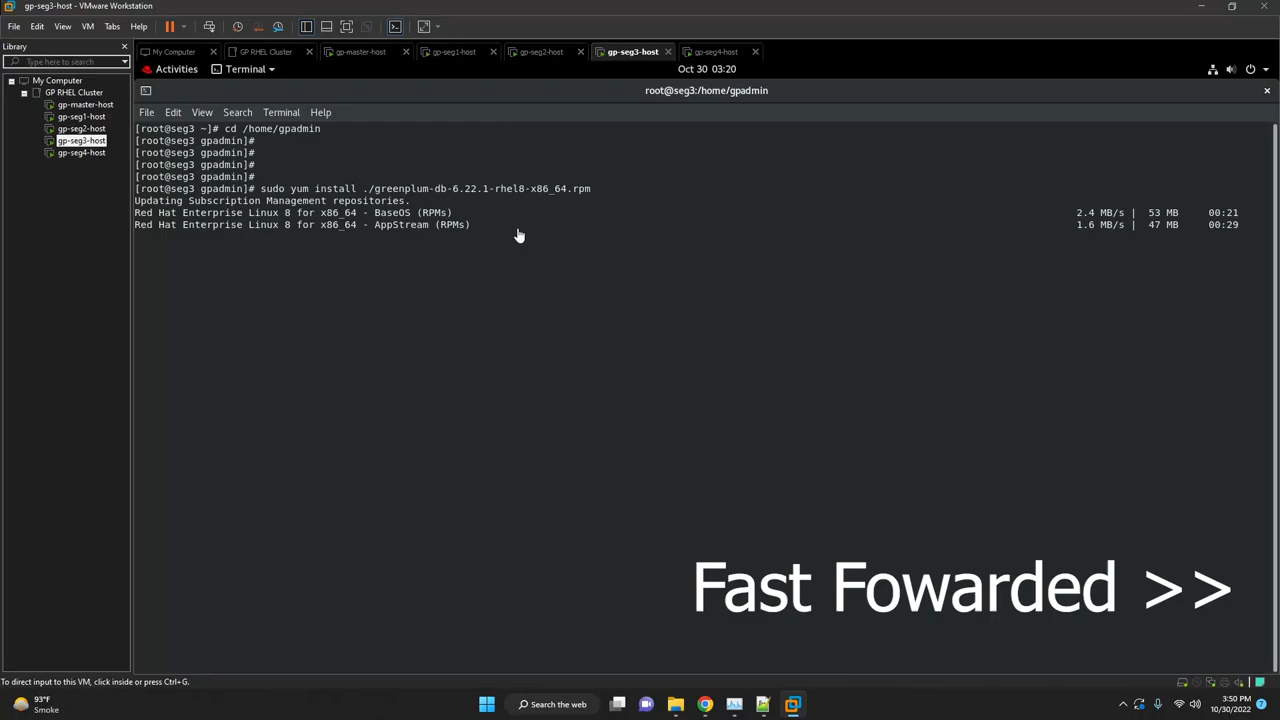 gp-seg3-host - VMware Workstation
File Edit View VM Tabs Help
Library
Type here to search
My Computer
GP RHEL Cluster
gp-master-host
gp-seg1-host
gp-seg2-host
gp-seg3-host
gp-seg4-host
My Computer GP RHEL Cluster gp-master-host gp-seg1-host gp-seg2-host gp-seg3-host gp-seg4-host
Activities Terminal Oct 30 03:20
root@seg3:/home/gpadmin
File Edit View Search Terminal Help
[root@seg3 ~]# cd /home/gpadmin
[root@seg3 gpadmin]#
[root@seg3 gpadmin]#
[root@seg3 gpadmin]#
[root@seg3 gpadmin]#
[root@seg3 gpadmin]# sudo yum install ./greenplum-db-6.22.1-rhel8-x86_64.rpm
Updating Subscription Management repositories.
Red Hat Enterprise Linux 8 for x86_64 - BaseOS (RPMs) 2.4 MB/s | 53 MB 00:21
Red Hat Enterprise Linux 8 for x86_64 - AppStream (RPMs) 1.6 MB/s | 47 MB 00:29
Fast Fowarded >>
To direct input to this VM, click inside or press Ctrl+G.
93°F
Smoke
Search the web
3:50 PM
10/30/2022